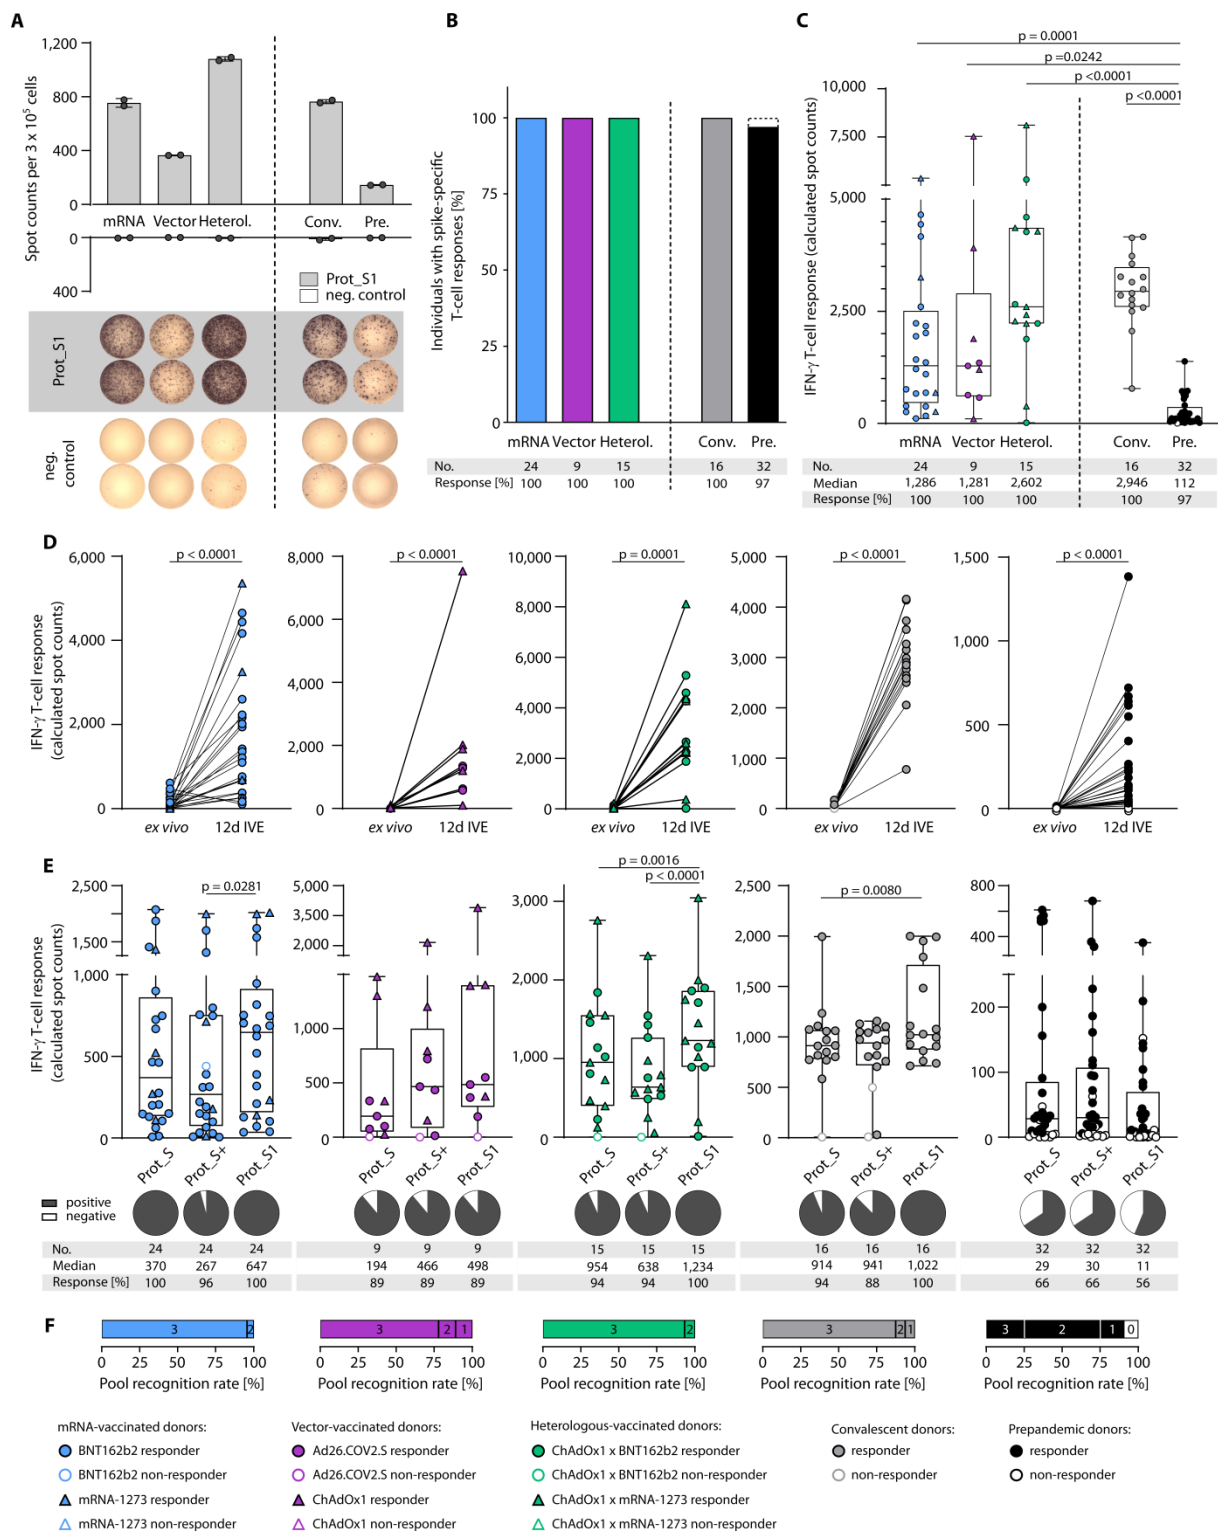 A
Spot counts per 3 x 10⁵ cells
1,200
800
400
0
mRNA Vector Heterol. Conv. Pre.
0
400
Prot_S1
neg. control
Prot_S1
neg. control
B
Individuals with spike-specific
T-cell responses [%]
100
75
50
25
0
mRNA Vector Heterol. Conv. Pre.
No. 24 9 15 16 32
Response [%] 100 100 100 100 97
C
p = 0.0001
p =0.0242
p <0.0001
p <0.0001
IFN-γ T-cell response (calculated spot counts)
10,000
7,500
5,000
2,500
0
mRNA Vector Heterol. Conv. Pre.
No. 24 9 15 16 32
Median 1,286 1,281 2,602 2,946 112
Response [%] 100 100 100 100 97
D
IFN-γ T-cell response
(calculated spot counts)
6,000
4,000
2,000
0
p < 0.0001
ex vivo 12d IVE
8,000
6,000
4,000
2,000
0
p < 0.0001
ex vivo 12d IVE
10,000
8,000
6,000
4,000
2,000
0
p = 0.0001
ex vivo 12d IVE
5,000
4,000
3,000
2,000
1,000
0
p <0.0001
ex vivo 12d IVE
1,500
1,000
500
0
p <0.0001
ex vivo 12d IVE
E
IFN-γ T-cell response
(calculated spot counts)
2,500
1,500
1,000
500
0
p = 0.0281
Prot_S Prot_S+ Prot_S1
5,000
3,500
2,000
1,000
500
0
Prot_S Prot_S+ Prot_S1
3,000
2,000
1,000
0
p = 0.0016
p < 0.0001
Prot_S Prot_S+ Prot_S1
2,500
2,000
1,500
1,000
500
0
p = 0.0080
Prot_S Prot_S+ Prot_S1
800
400
200
100
0
Prot_S Prot_S+ Prot_S1
positive
negative
No. 24 24 24 9 9 9 15 15 15 16 16 16 32 32 32
Median 370 267 647 194 466 498 954 638 1,234 914 941 1,022 29 30 11
Response [%] 100 96 100 89 89 89 94 94 100 94 88 100 66 66 56
F
3 2
0 25 50 75 100
Pool recognition rate [%]
3 2 1
0 25 50 75 100
Pool recognition rate [%]
3 2
0 25 50 75 100
Pool recognition rate [%]
3 2 1
0 25 50 75 100
Pool recognition rate [%]
3 2 1 0
0 25 50 75 100
Pool recognition rate [%]
mRNA-vaccinated donors:
BNT162b2 responder
BNT162b2 non-responder
mRNA-1273 responder
mRNA-1273 non-responder
Vector-vaccinated donors:
Ad26.COV2.S responder
Ad26.COV2.S non-responder
ChAdOx1 responder
ChAdOx1 non-responder
Heterologous-vaccinated donors:
ChAdOx1 x BNT162b2 responder
ChAdOx1 x BNT162b2 non-responder
ChAdOx1 x mRNA-1273 responder
ChAdOx1 x mRNA-1273 non-responder
Convalescent donors:
responder
non-responder
Prepandemic donors:
responder
non-responder